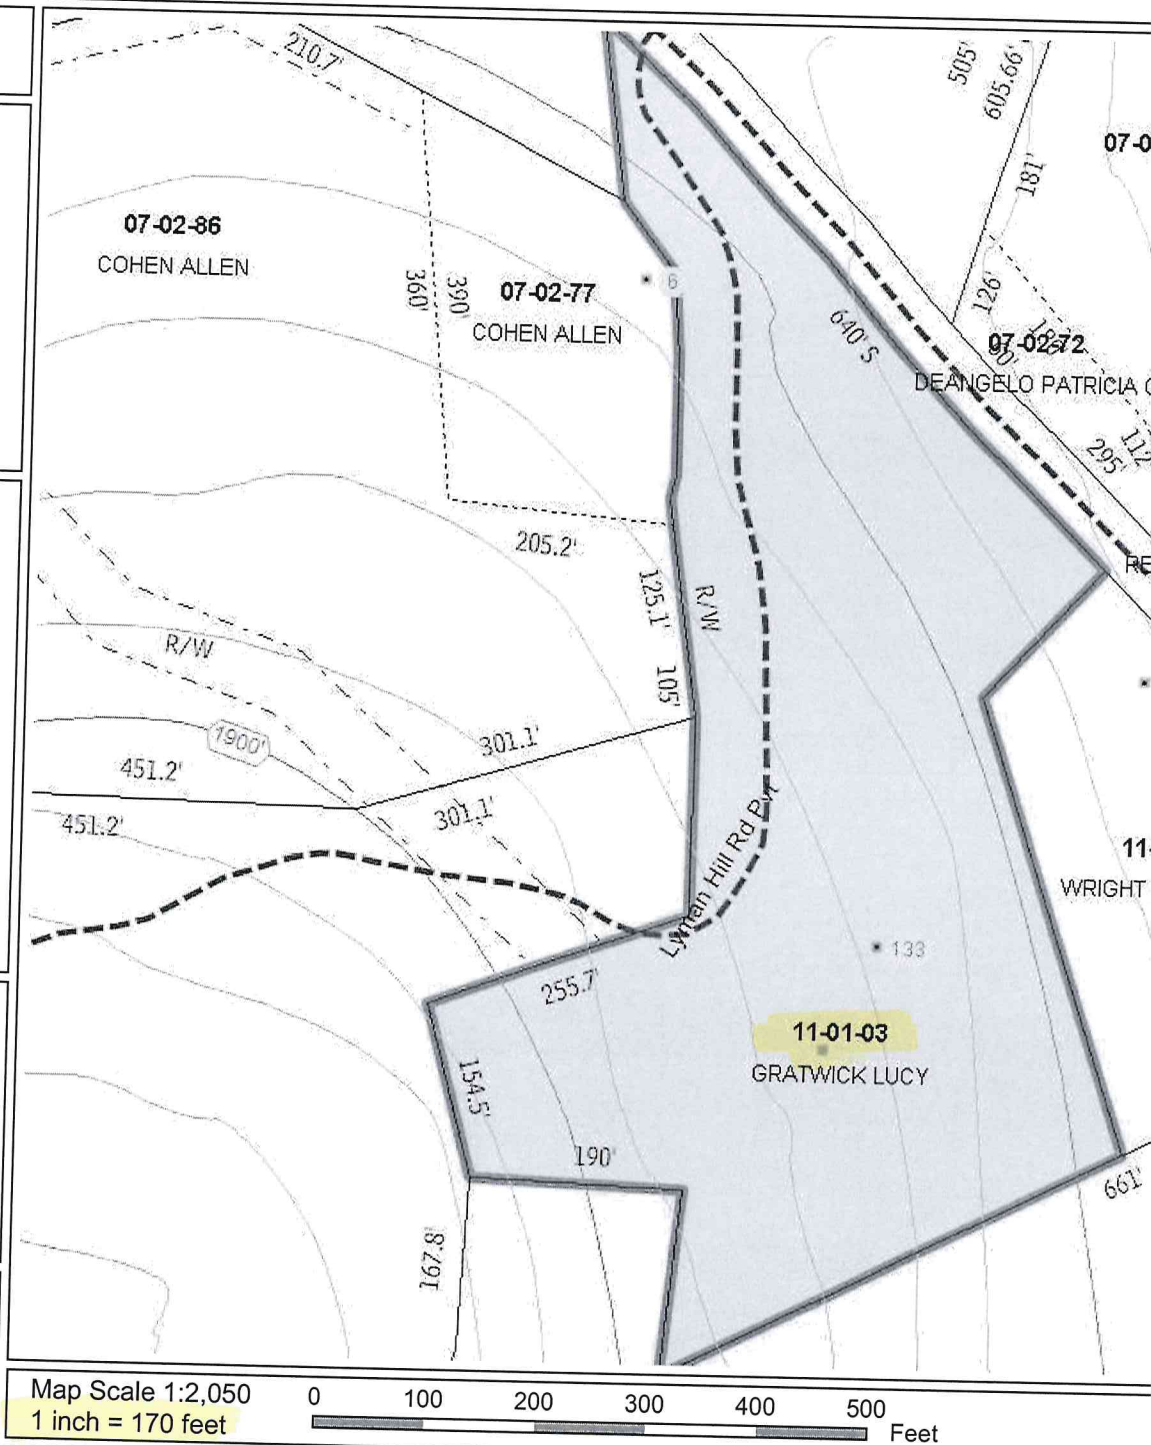 210.7'
505'
605.66'
07-0
181'
07-02-86
COHEN ALLEN
360'
390'
07-02-77
COHEN ALLEN
6
126'
640' S
07-02-72
DEANGELO PATRICIA
112
295'
205.2'
RE
125.1'
R/W
R/W
105'
1900'
301.1'
451.2'
301.1'
451.2'
Lyman Hill Rd Pvt
11-
WRIGHT
133
255.7'
11-01-03
GRATWICK LUCY
154.5'
190'
661'
167.8'
Map Scale 1:2,050
1 inch = 170 feet
0 100 200 300 400 500
Feet